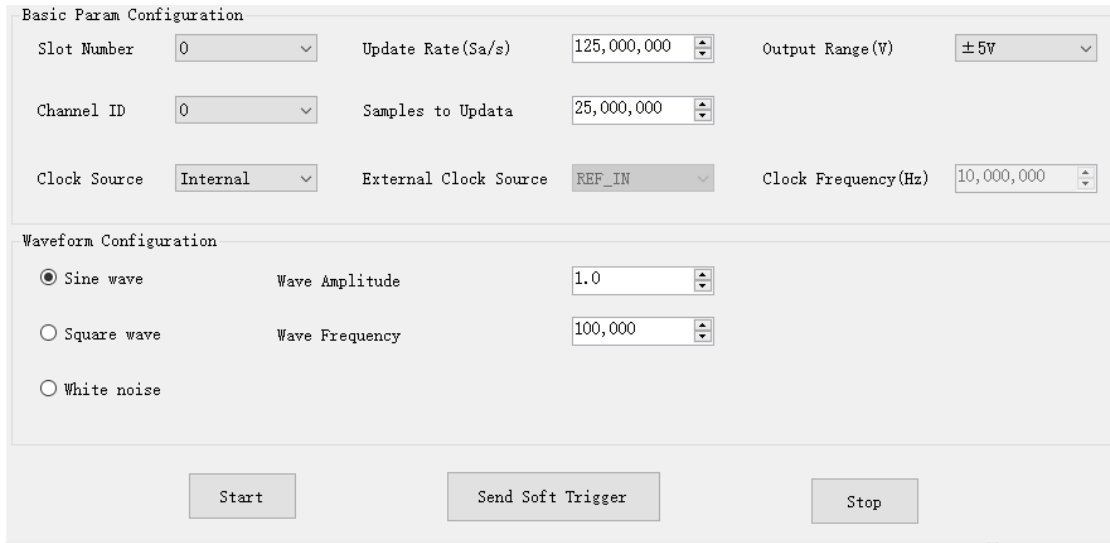 Basic Param Configuration
Slot Number 0 Update Rate(Sa/s) 125,000,000 Output Range(V) ±5V
Channel ID 0 Samples to Updata 25,000,000
Clock Source Internal External Clock Source REF_IN Clock Frequency(Hz) 10,000,000
Waveform Configuration
Sine wave Wave Amplitude 1.0
Square wave Wave Frequency 100,000
White noise
Start Send Soft Trigger Stop